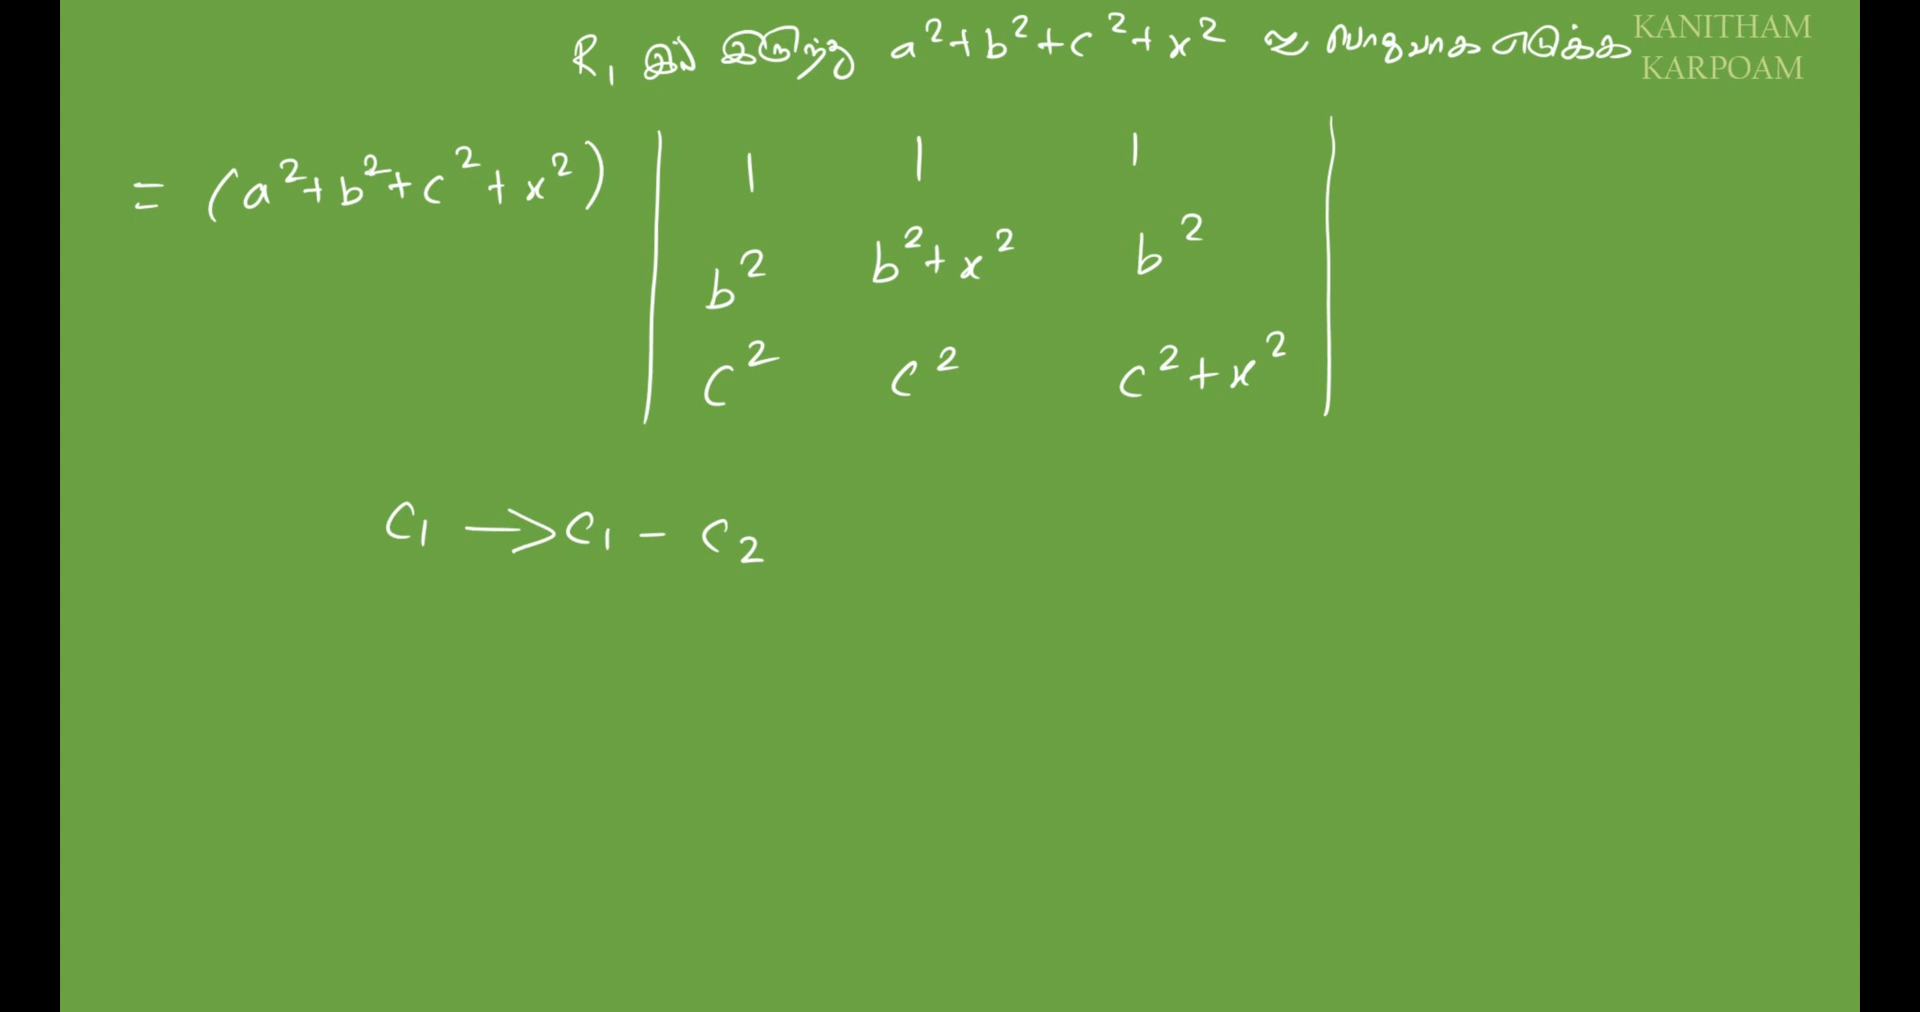 R₁ இல் இருந்து a²+b²+c²+x² ஐ பொதுவாக எடுக்க
KANITHAM
KARPOAM
= (a²+b²+c²+x²) | 1 1 1 |
| b² b²+x² b² |
| c² c² c²+x² |
C₁ → C₁ - C₂